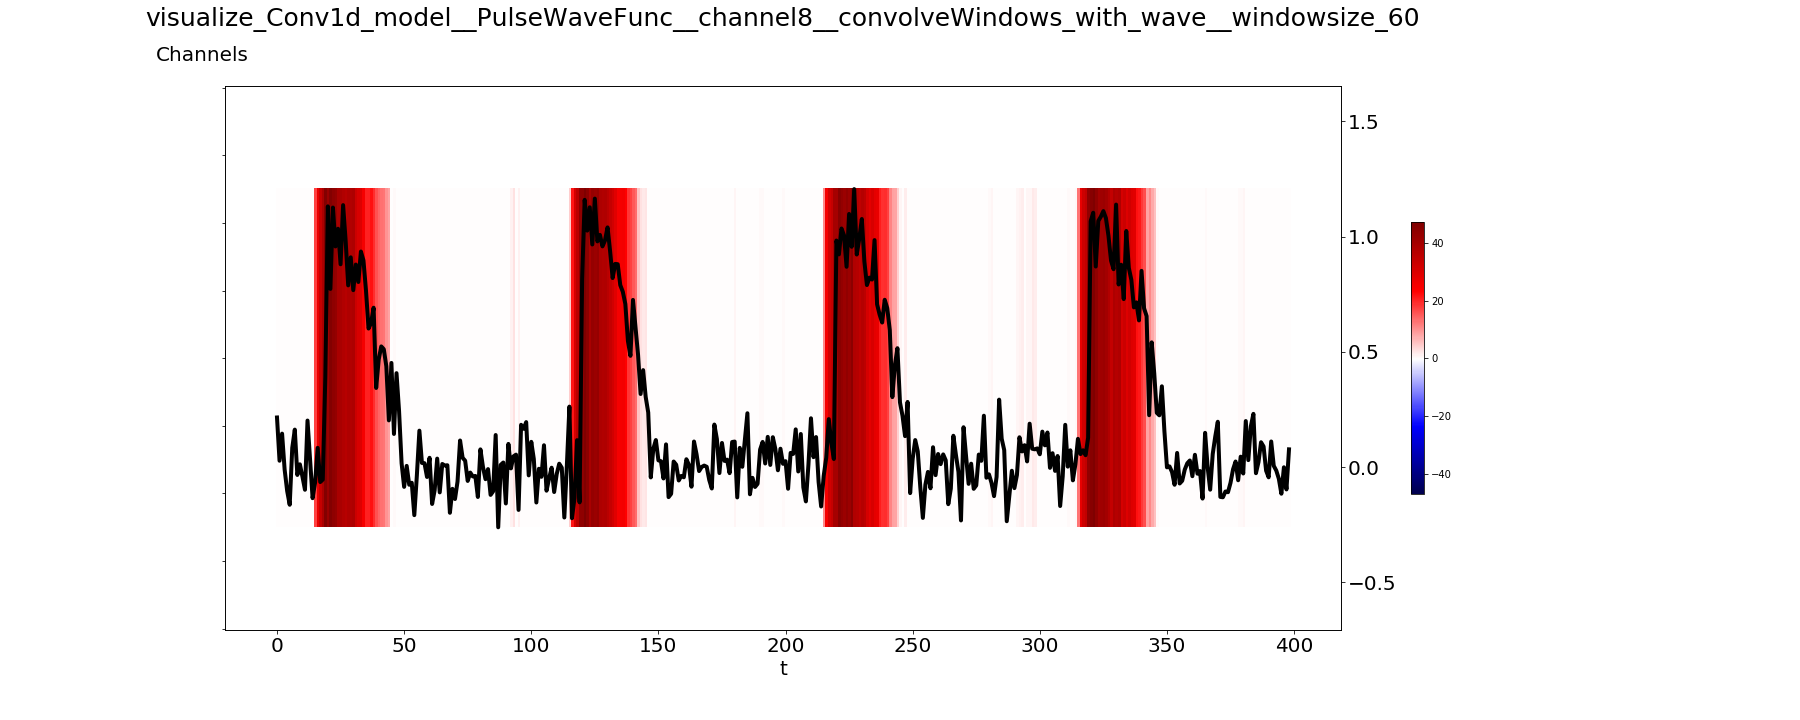 visualize_Conv1d_model__PulseWaveFunc__channel8__convolveWindows_with_wave__windowsize_60
Channels
1.5
1.0
0.5
0.0
−0.5
40
20
0
−20
−40
0 50 100 150 200 250 300 350 400
t